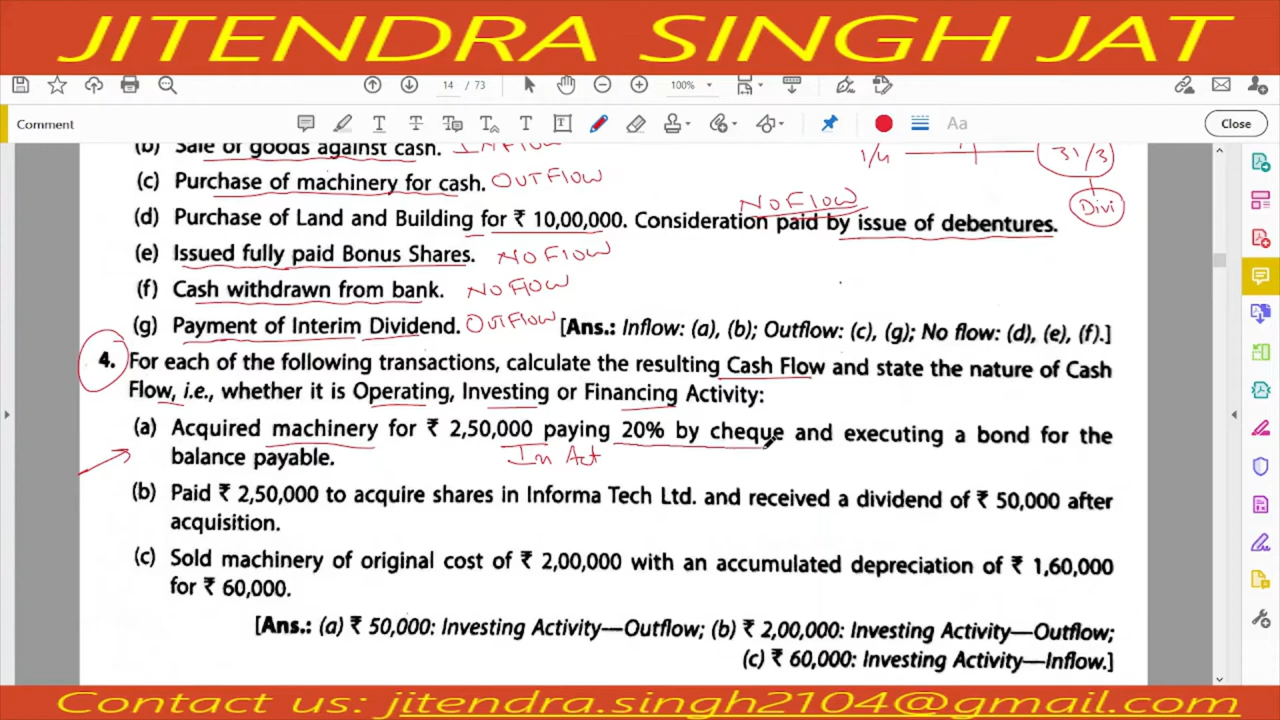 JITENDRA SINGH JAT
14 / 73
100%
Comment
Aa
Close
(b) Sale of goods against cash. INFLOW
1/4 31/3
(c) Purchase of machinery for cash. OUTFLOW
NO FLOW
Divi
(d) Purchase of Land and Building for ₹ 10,00,000. Consideration paid by issue of debentures.
(e) Issued fully paid Bonus Shares. NO FLOW
(f) Cash withdrawn from bank. NO FLOW
(g) Payment of Interim Dividend. OUTFLOW [Ans.: Inflow: (a), (b); Outflow: (c), (g); No flow: (d), (e), (f).]
4. For each of the following transactions, calculate the resulting Cash Flow and state the nature of Cash
Flow, i.e., whether it is Operating, Investing or Financing Activity:
(a) Acquired machinery for ₹ 2,50,000 paying 20% by cheque and executing a bond for the
balance payable. In Act
(b) Paid ₹ 2,50,000 to acquire shares in Informa Tech Ltd. and received a dividend of ₹ 50,000 after
acquisition.
(c) Sold machinery of original cost of ₹ 2,00,000 with an accumulated depreciation of ₹ 1,60,000
for ₹ 60,000.
[Ans.: (a) ₹ 50,000: Investing Activity—Outflow; (b) ₹ 2,00,000: Investing Activity—Outflow;
(c) ₹ 60,000: Investing Activity—Inflow.]
Contact us: jitendra.singh2104@gmail.com